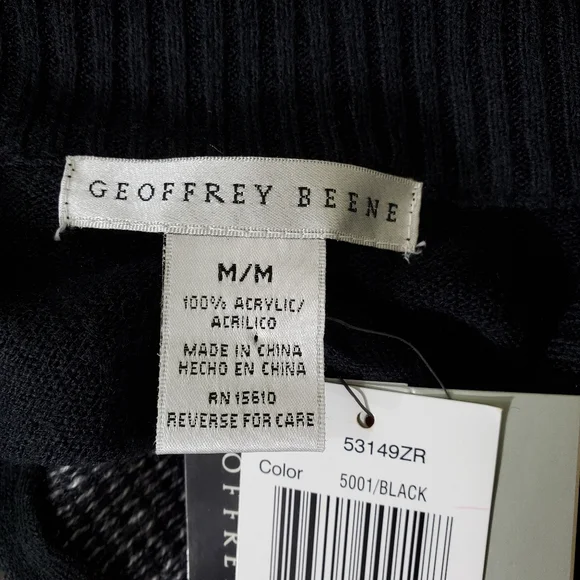 GEOFFREY BEENE
M/M
100% ACRYLIC/
ACRILICO
MADE IN CHINA
HECHO EN CHINA
RN 15610
REVERSE FOR CARE
53149ZR
Color 5001/BLACK
OFFRE